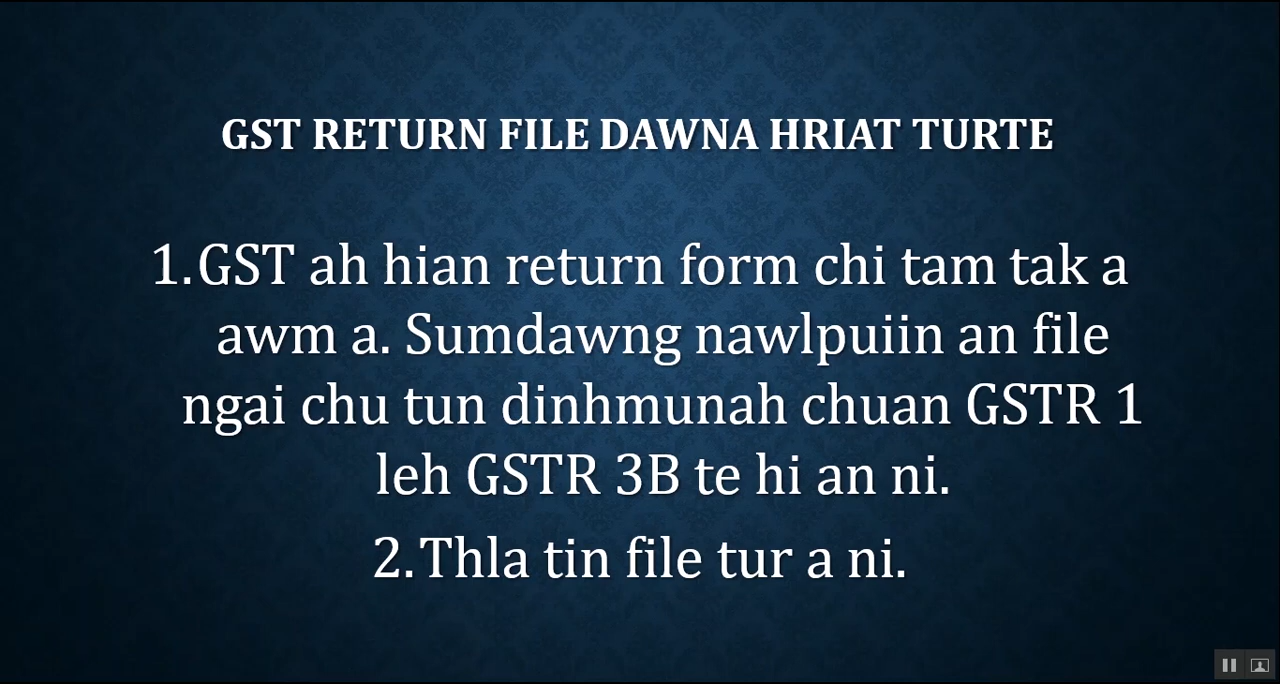 GST RETURN FILE DAWNA HRIAT TURTE
1.GST ah hian return form chi tam tak a
awm a. Sumdawng nawlpuiin an file
ngai chu tun dinhmunah chuan GSTR 1
leh GSTR 3B te hi an ni.
2.Thla tin file tur a ni.